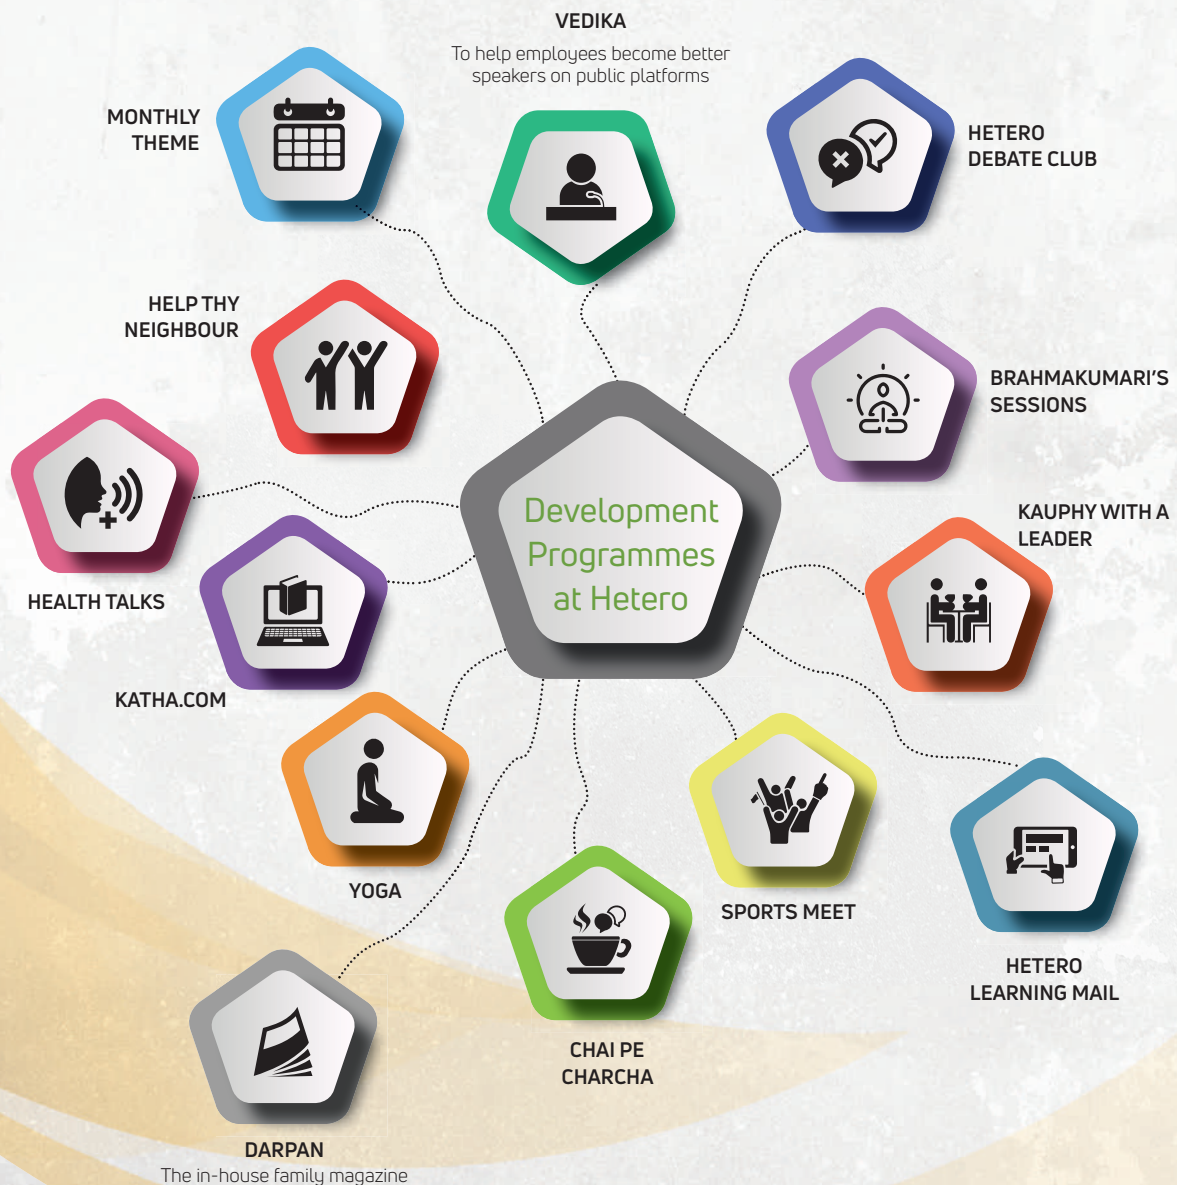 VEDIKA
To help employees become better
speakers on public platforms
MONTHLY
THEME
HETERO
DEBATE CLUB
HELP THY
NEIGHBOUR
BRAHMAKUMARI'S
SESSIONS
KAUPHY WITH A
LEADER
Development
Programmes
at Hetero
HEALTH TALKS
KATHA.COM
YOGA
SPORTS MEET
HETERO
LEARNING MAIL
CHAI PE
CHARCHA
DARPAN
The in-house family magazine